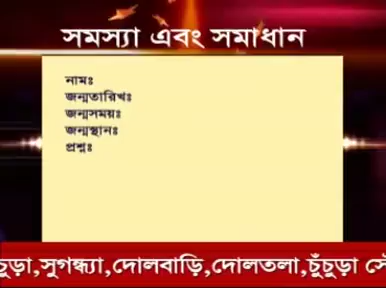 সমস্যা এবং সমাধান
নামঃ
জন্মতারিখঃ
জন্মসময়ঃ
জন্মস্থানঃ
প্রশ্নঃ
চুড়া,সুগন্ধ্যা,দোলবাড়ি,দোলতলা,চুঁচুড়া